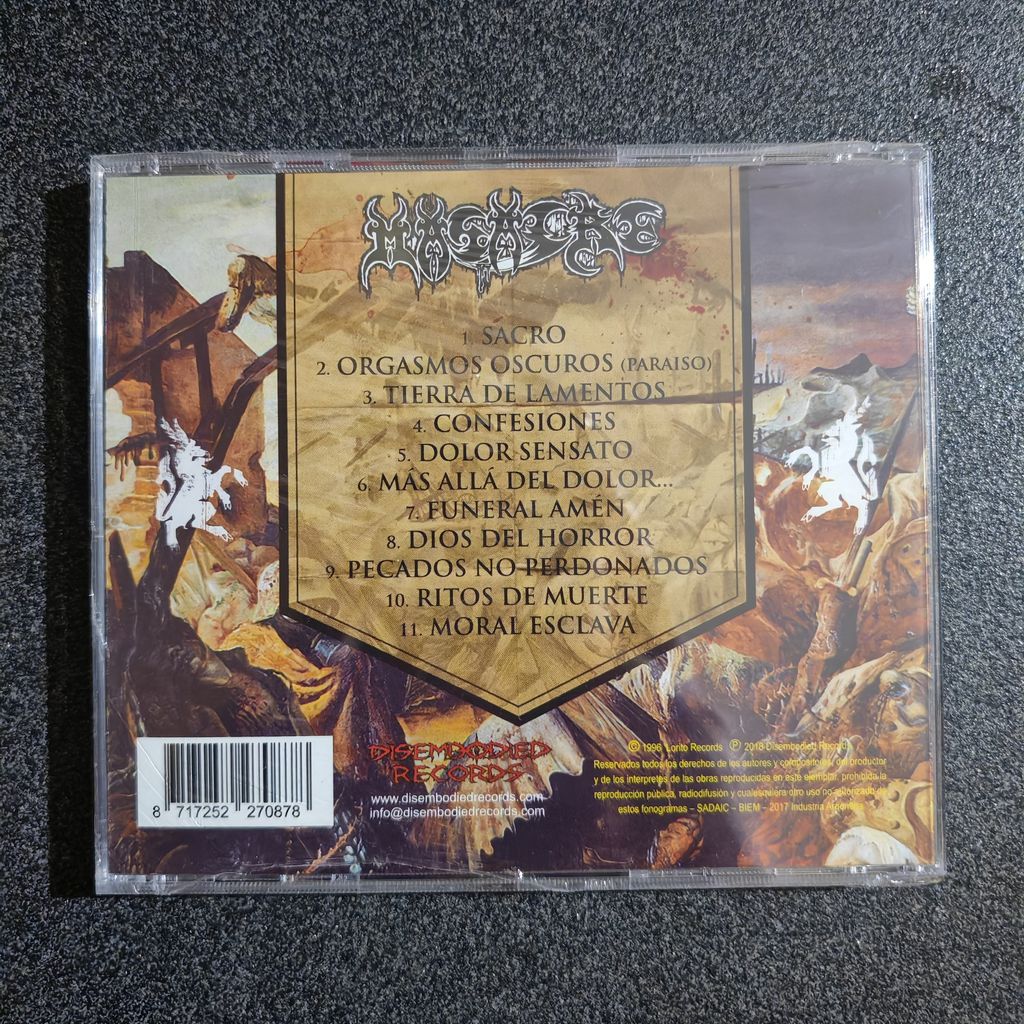 MASACRE
1. SACRO
2. ORGASMOS OSCUROS (PARAISO)
3. TIERRA DE LAMENTOS
4. CONFESIONES
5. DOLOR SENSATO
6. MÁS ALLÁ DEL DOLOR...
7. FUNERAL AMÉN
8. DIOS DEL HORROR
9. PECADOS NO PERDONADOS
10. RITOS DE MUERTE
11. MORAL ESCLAVA
DISEMBODIED
RECORDS
www.disembodiedrecords.com
info@disembodiedrecords.com
8 717252 270878
© 1996 Lorito Records ℗ 2018 Disembodied Records
Reservados todos los derechos de los autores y compositores, del productor
y de los interpretes de las obras reproducidas en este ejemplar, prohibida la
reproducción pública, radiodifusión y cualesquiera otro uso no autorizado de
estos fonogramas – SADAIC – BIEM – 2017 Industria Argentina